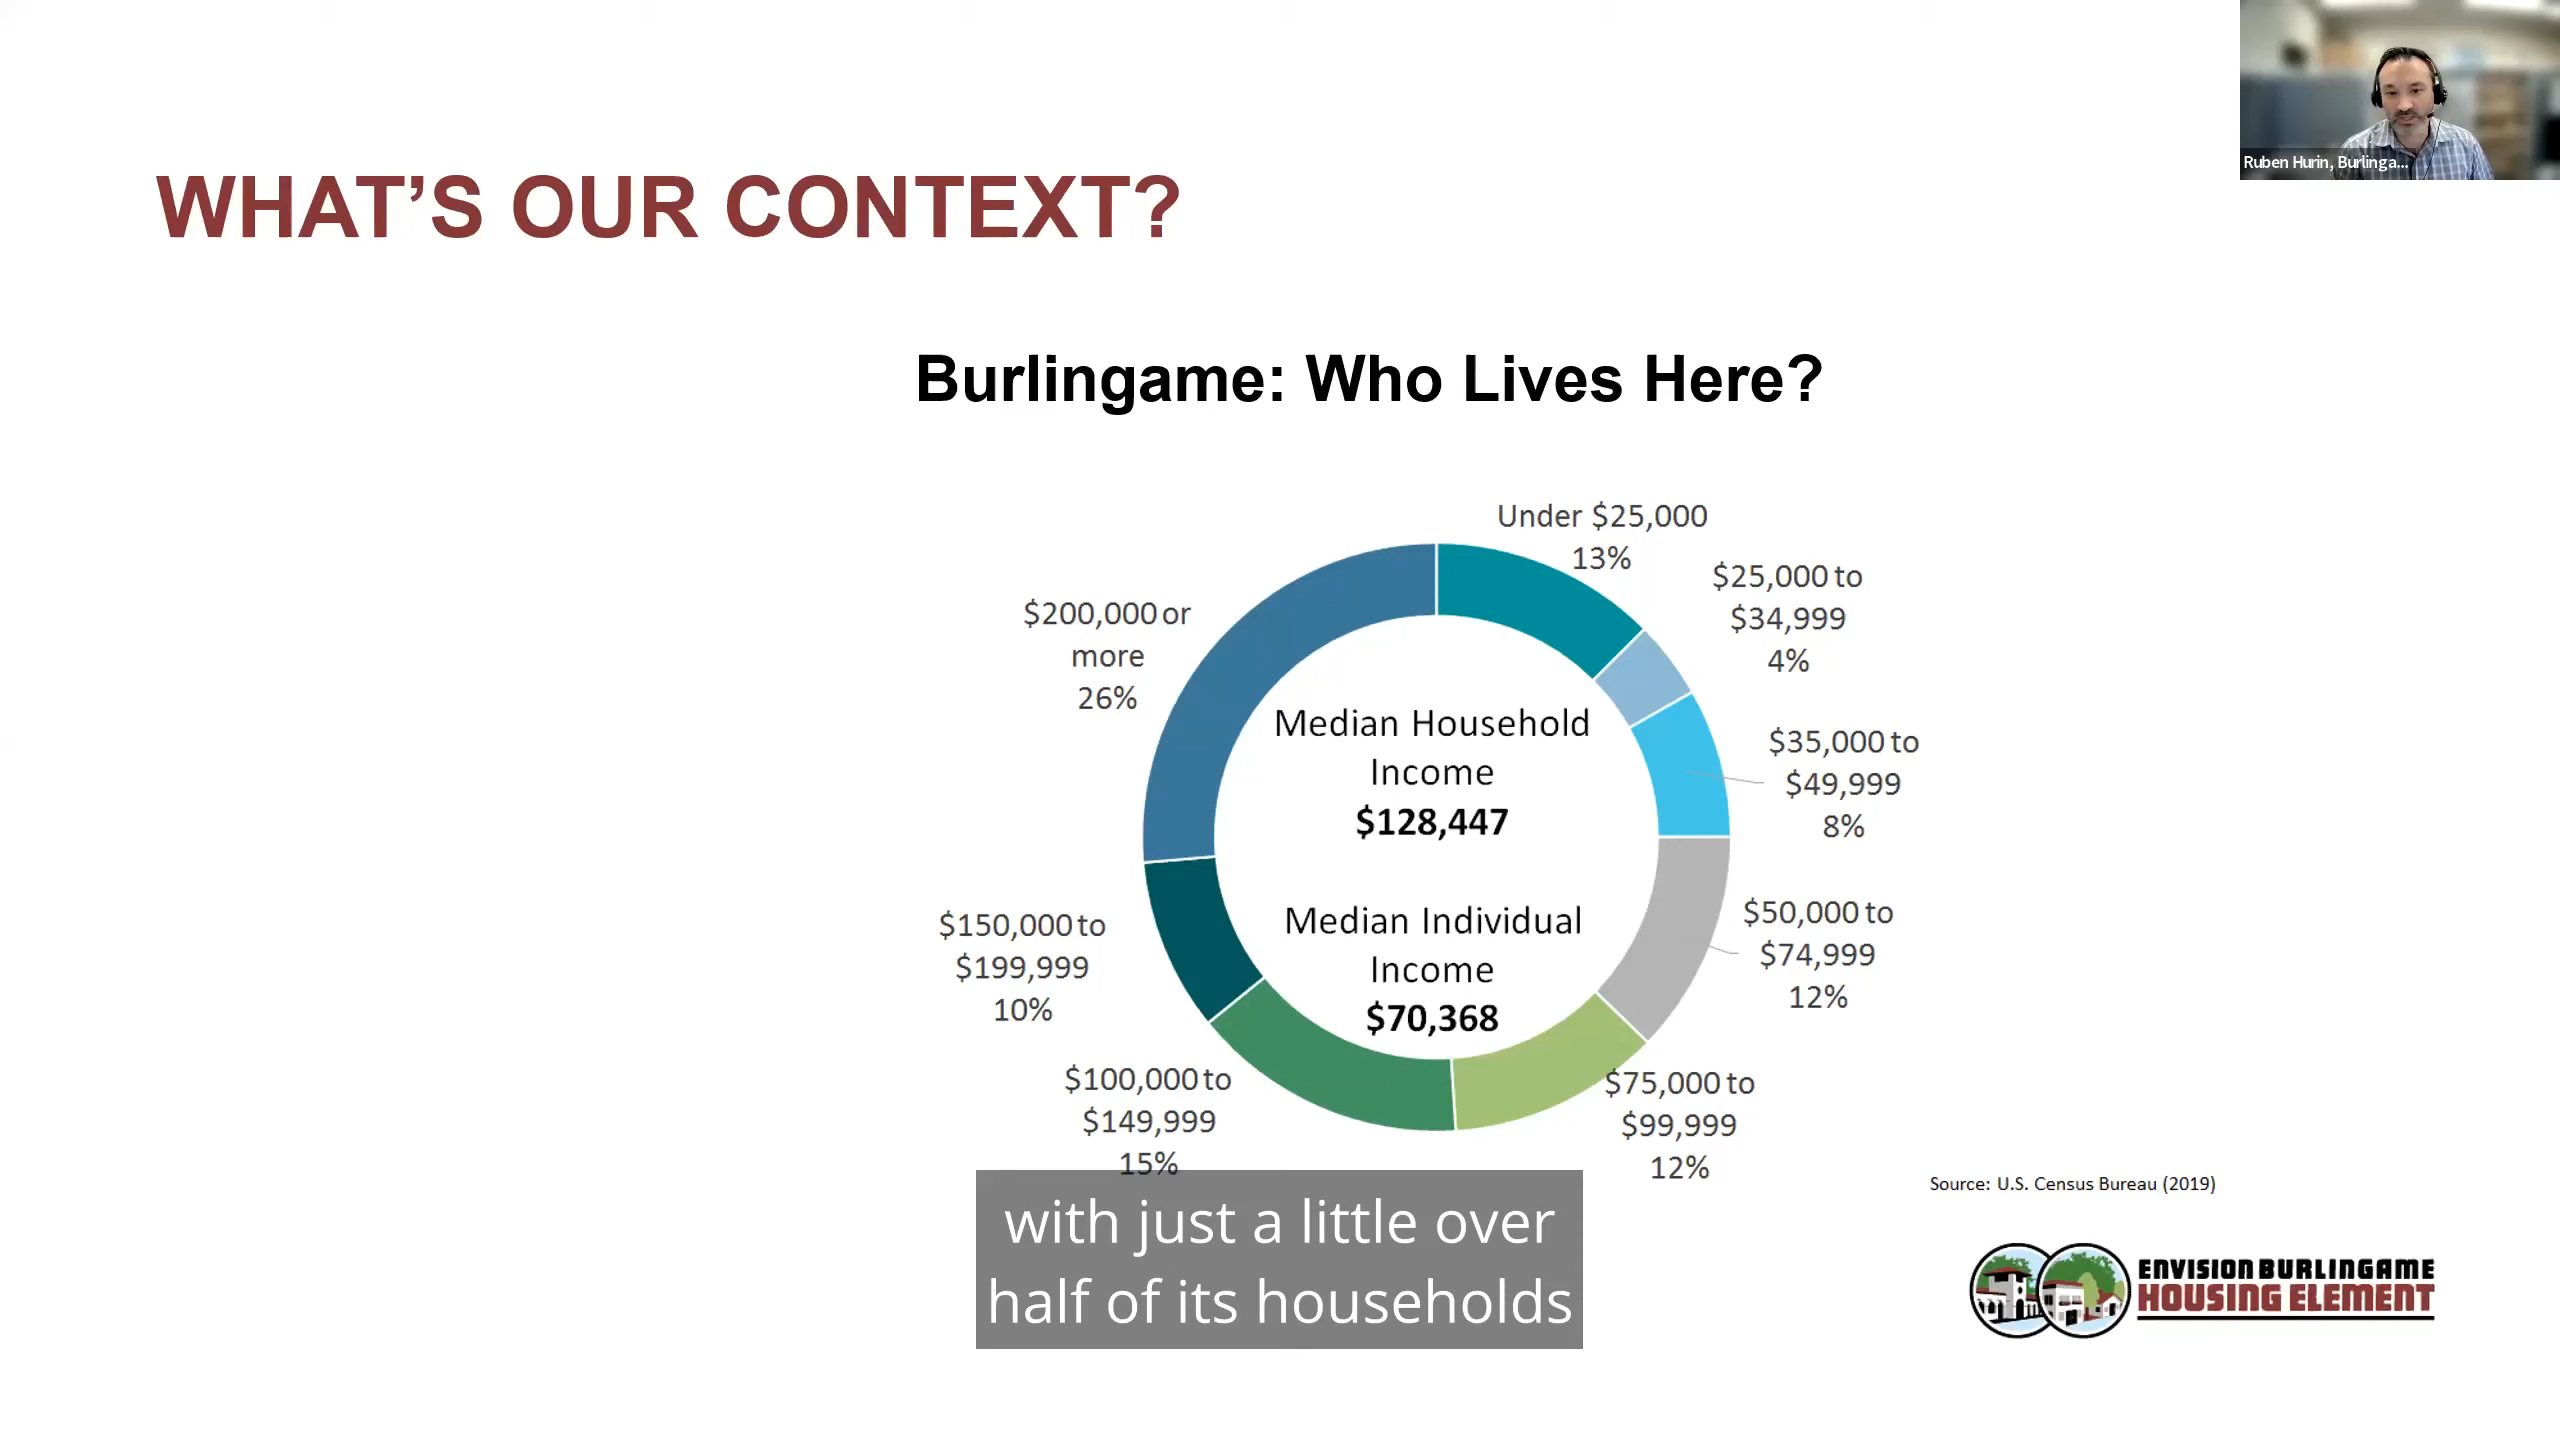 Ruben Hurin, Burlinga...
WHAT’S OUR CONTEXT?
Burlingame: Who Lives Here?
Under $25,000
13%
$25,000 to
$34,999
4%
$35,000 to
$49,999
8%
$50,000 to
$74,999
12%
$75,000 to
$99,999
12%
$100,000 to
$149,999
15%
$150,000 to
$199,999
10%
$200,000 or
more
26%
Median Household
Income
$128,447
Median Individual
Income
$70,368
with just a little over
half of its households
Source: U.S. Census Bureau (2019)
ENVISION BURLINGAME
HOUSING ELEMENT